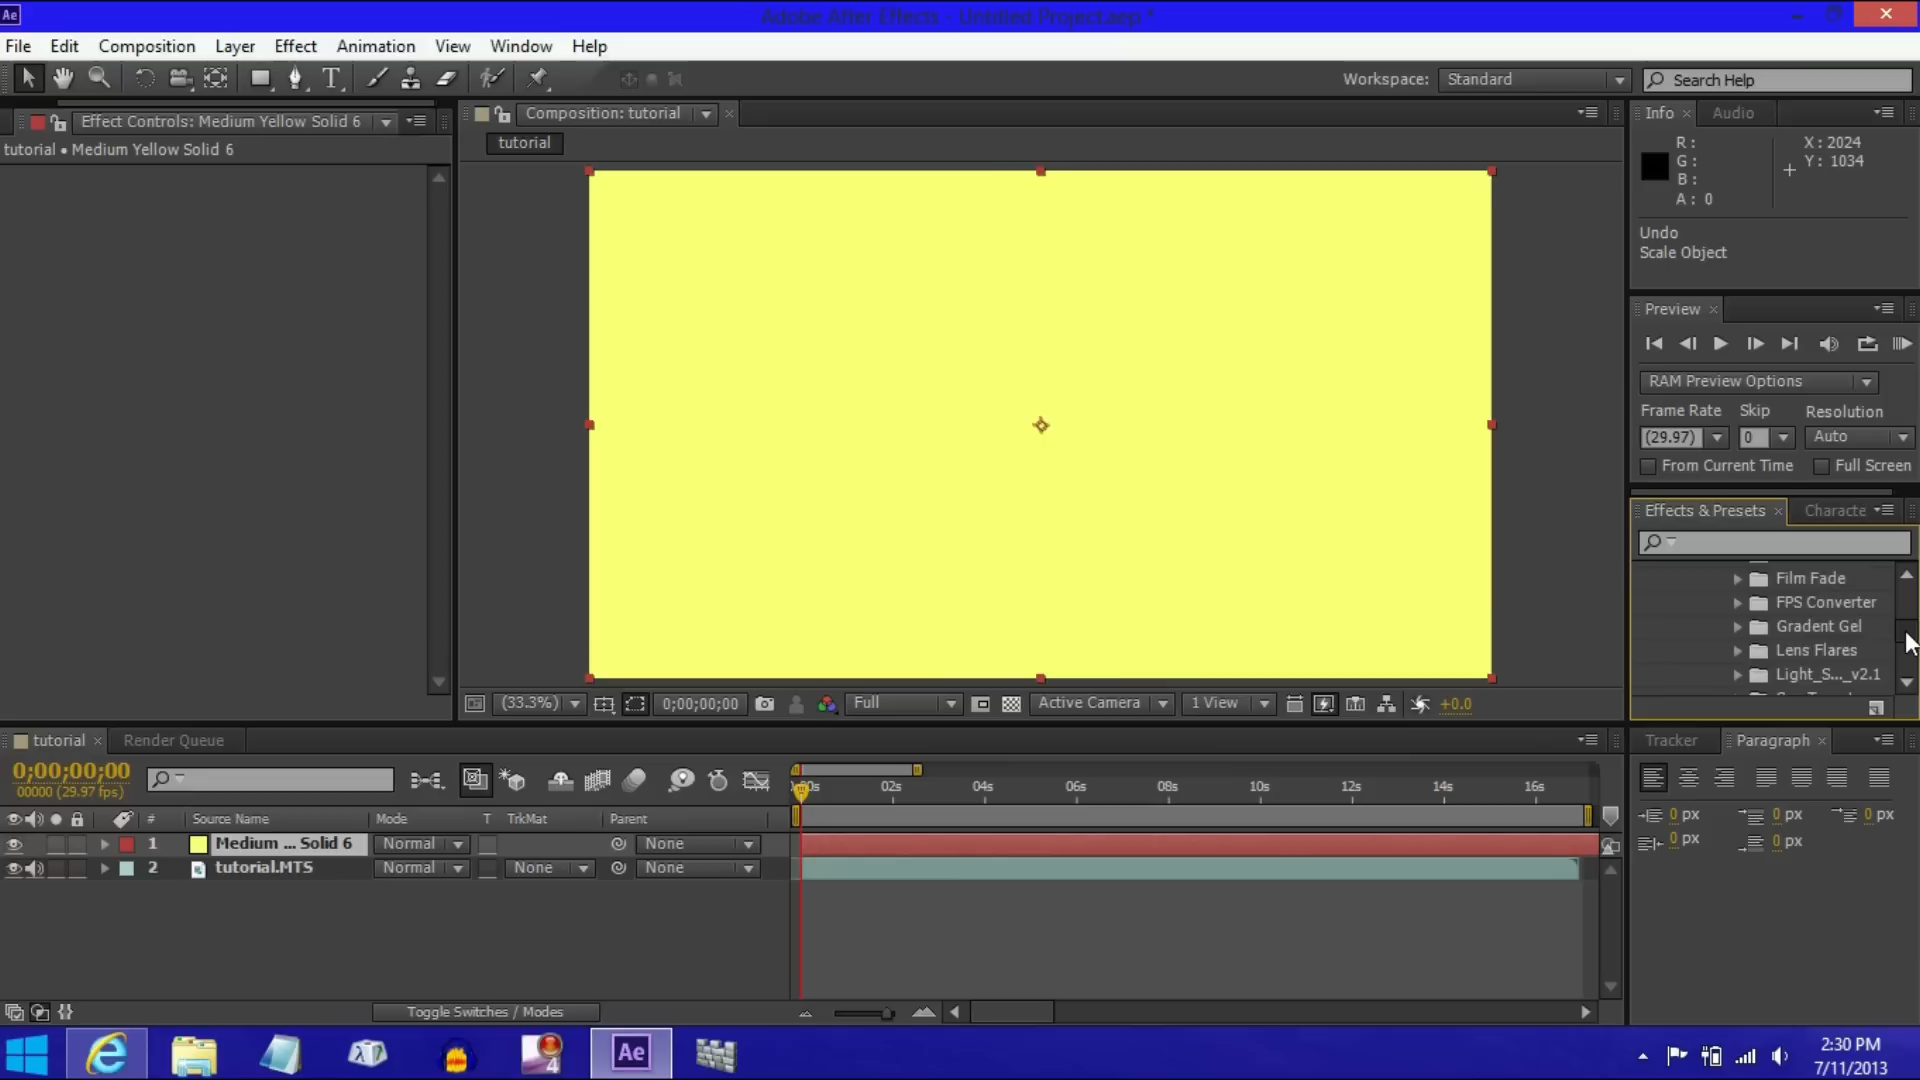 Ae
Adobe After Effects - Untitled Project.aep *
File Edit Composition Layer Effect Animation View Window Help
Workspace: Standard
Search Help
Effect Controls: Medium Yellow Solid 6
tutorial • Medium Yellow Solid 6
Composition: tutorial
tutorial
Info Audio
R:
G:
B:
A: 0
X: 2024
Y: 1034
Undo
Scale Object
Preview
RAM Preview Options
Frame Rate Skip Resolution
(29.97) 0 Auto
From Current Time Full Screen
Effects & Presets Characte
Film Fade
FPS Converter
Gradent Gel
Lens Flares
Light_S..._v2.1
(33.3%) 0;00;00;00 Full Active Camera 1 View +0.0
tutorial Render Queue
0;00;00;00
00000 (29.97 fps)
02s 04s 06s 08s 10s 12s 14s 16s
# Source Name Mode T TrkMat Parent
1 Medium ... Solid 6 Normal None
2 tutorial.MTS Normal None None
Toggle Switches / Modes
Tracker Paragraph
0 px 0 px 0 px
0 px 0 px
Ae
4
2:30 PM
7/11/2013